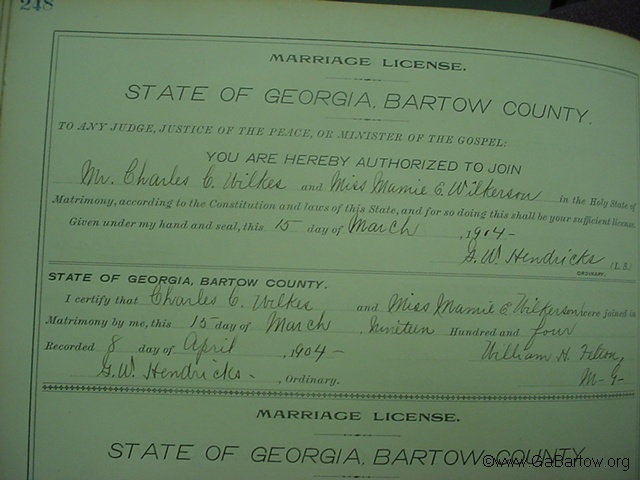 248
MARRIAGE LICENSE.
STATE OF GEORGIA, BARTOW COUNTY.
TO ANY JUDGE, JUSTICE OF THE PEACE, OR MINISTER OF THE GOSPEL:
YOU ARE HEREBY AUTHORIZED TO JOIN
Mr. Charles C. Wilkes and Miss Mamie E. Wilkerson in the Holy State of
Matrimony, according to the Constitution and laws of this State, and for so doing this shall be your sufficient license.
Given under my hand and seal, this 15 day of March, 1904-
G. W. Hendricks (L. S.)
ORDINARY.
STATE OF GEORGIA, BARTOW COUNTY.
I certify that Charles C. Wilkes and Miss Mamie E Wilkerson were joined in
Matrimony by me, this 15 day of March, Nineteen Hundred and four
Recorded 8 day of April, 1904- William H. Felton,
G. W. Hendricks-, Ordinary. M-G-
MARRIAGE LICENSE.
STATE OF GEORGIA, BARTOW COUNTY.
©www.GaBartow.org